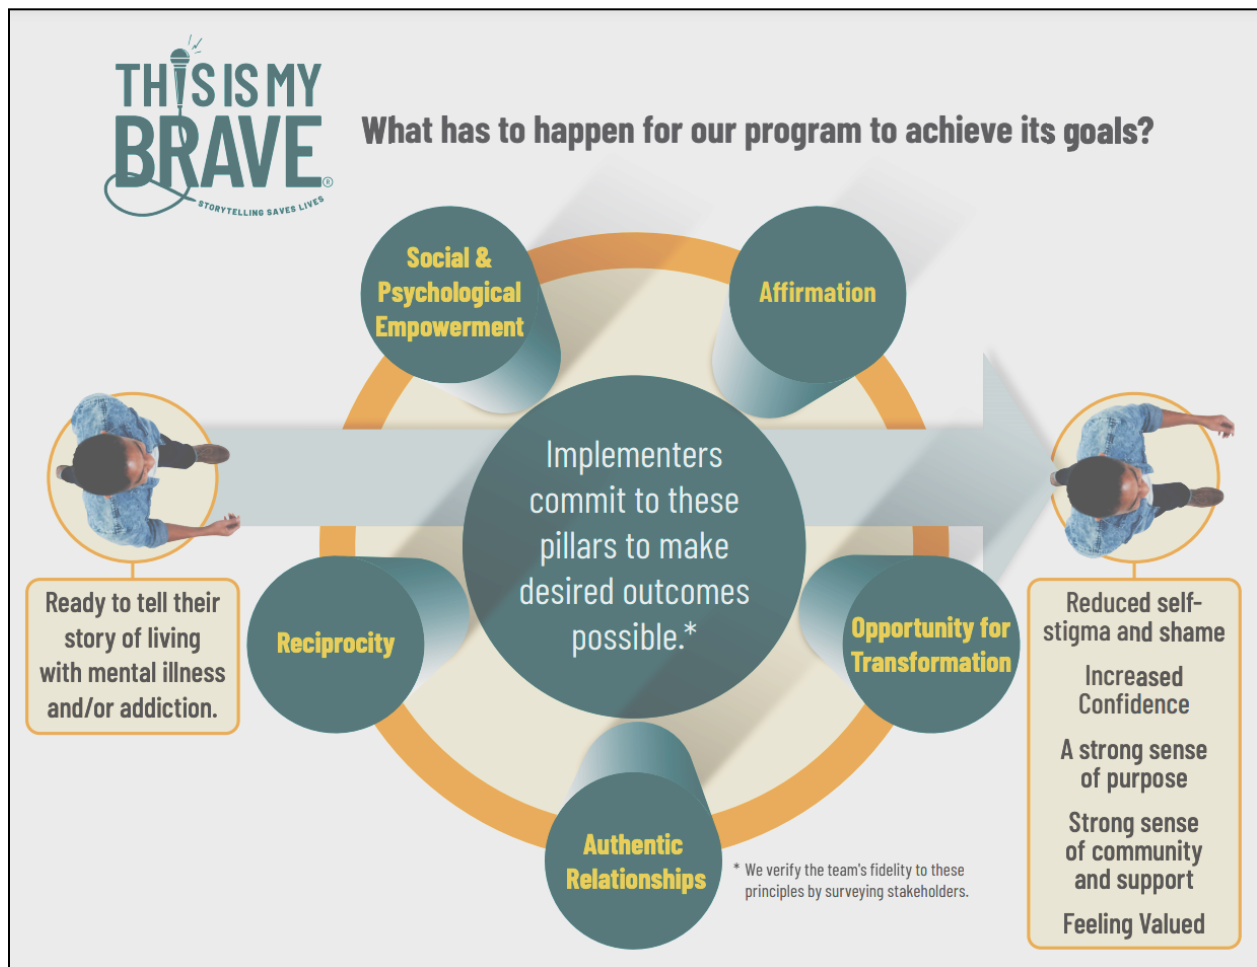 THIS IS MY
BRAVE®
STORYTELLING SAVES LIVES
What has to happen for our program to achieve its goals?
Social &
Psychological
Empowerment
Affirmation
Implementers
commit to these
pillars to make
desired outcomes
possible.*
Ready to tell their
story of living
with mental illness
and/or addiction.
Reciprocity
Opportunity for
Transformation
Authentic
Relationships
Reduced self-
stigma and shame
Increased
Confidence
A strong sense
of purpose
Strong sense
of community
and support
Feeling Valued
* We verify the team's fidelity to these
principles by surveying stakeholders.